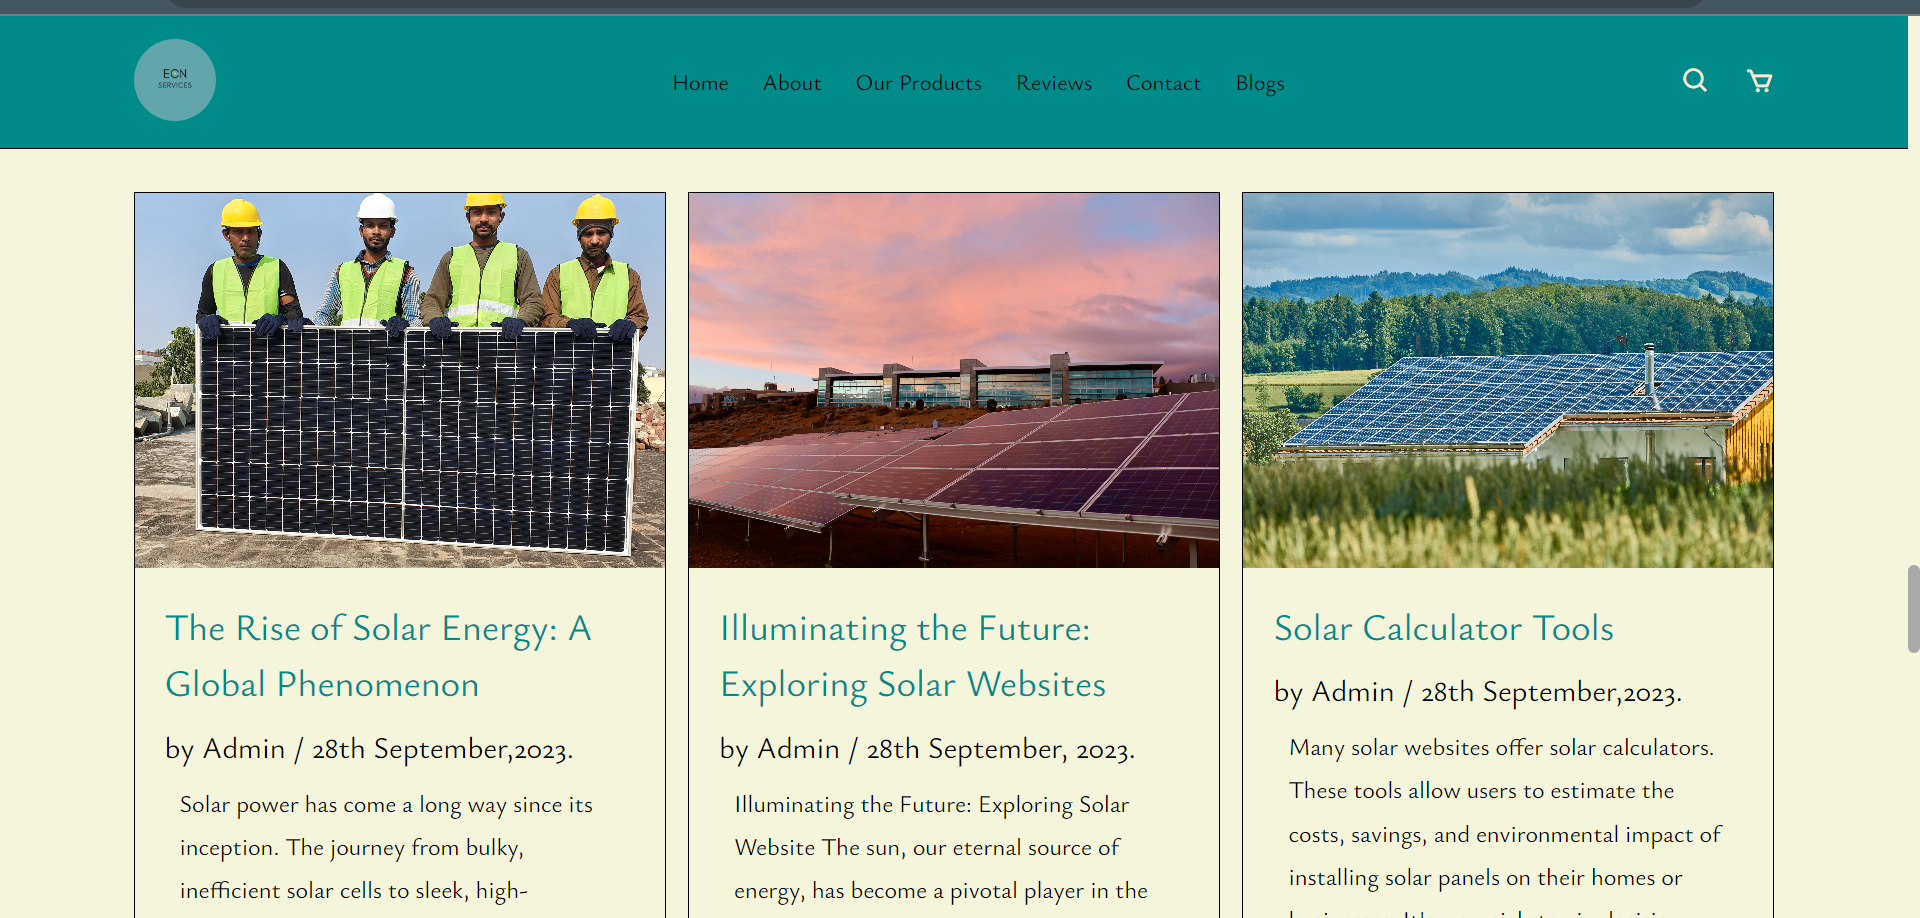 ECN
SERVICES
Home About Our Products Reviews Contact Blogs
The Rise of Solar Energy: A
Global Phenomenon
by Admin / 28th September,2023.
Solar power has come a long way since its
inception. The journey from bulky,
inefficient solar cells to sleek, high-
Illuminating the Future:
Exploring Solar Websites
by Admin / 28th September, 2023.
Illuminating the Future: Exploring Solar
Website The sun, our eternal source of
energy, has become a pivotal player in the
Solar Calculator Tools
by Admin / 28th September,2023.
Many solar websites offer solar calculators.
These tools allow users to estimate the
costs, savings, and environmental impact of
installing solar panels on their homes or